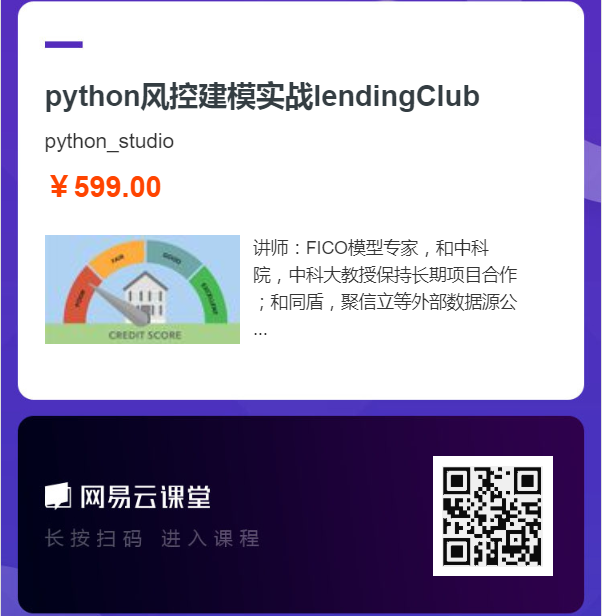 python风控建模实战lendingClub
python_studio
￥599.00
讲师：FICO模型专家，和中科
院，中科大教授保持长期项目合作
；和同盾，聚信立等外部数据源公
...
POOR
FAIR
GOOD
EXCELLENT
CREDIT SCORE
网易云课堂
长按扫码 进入课程